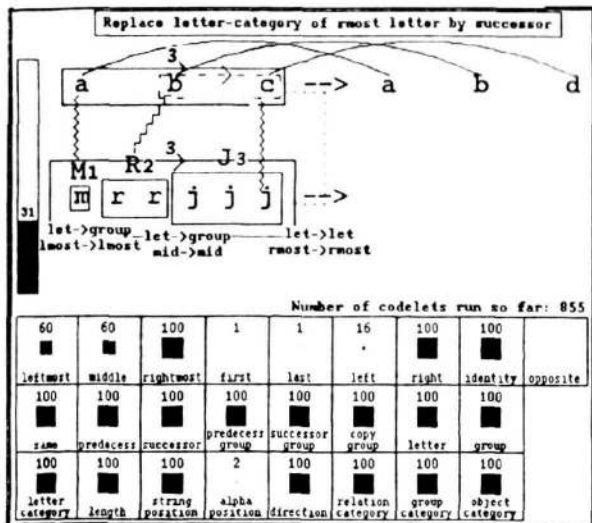 Replace letter-category of rmost letter by successor
3
a b c --> a b d
3
M1 R2 J3
m r r j j j -->
31
let->group —let->group let->let
lmost->lmost mid->mid rmost->rmost
Number of codelets run so far: 855
60 60 100 1 1 16 100 100
leftmost middle rightmost first last left right identity opposite
100 100 100 100 100 100 100 100
same predecess successor predecess group successor group copy group letter group
100 100 100 2 100 100 100 100
letter category length string position alpha position direction relation category group category object category